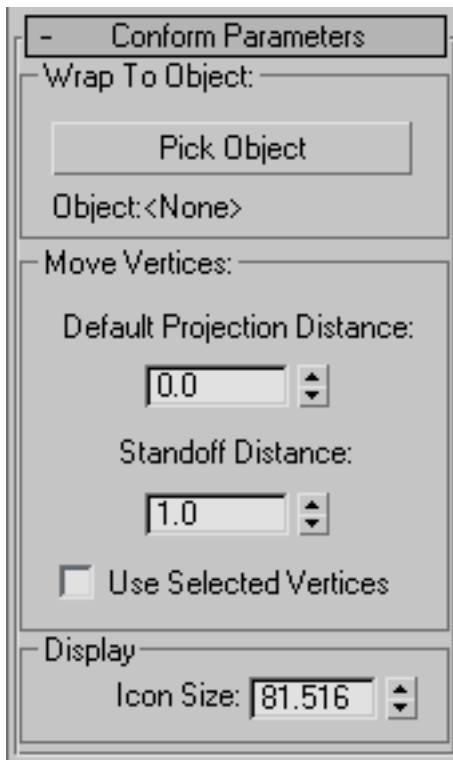 - Conform Parameters
Wrap To Object:
Pick Object
Object:<None>
Move Vertices:
Default Projection Distance:
0.0
Standoff Distance:
1.0
Use Selected Vertices
Display
Icon Size: 81.516